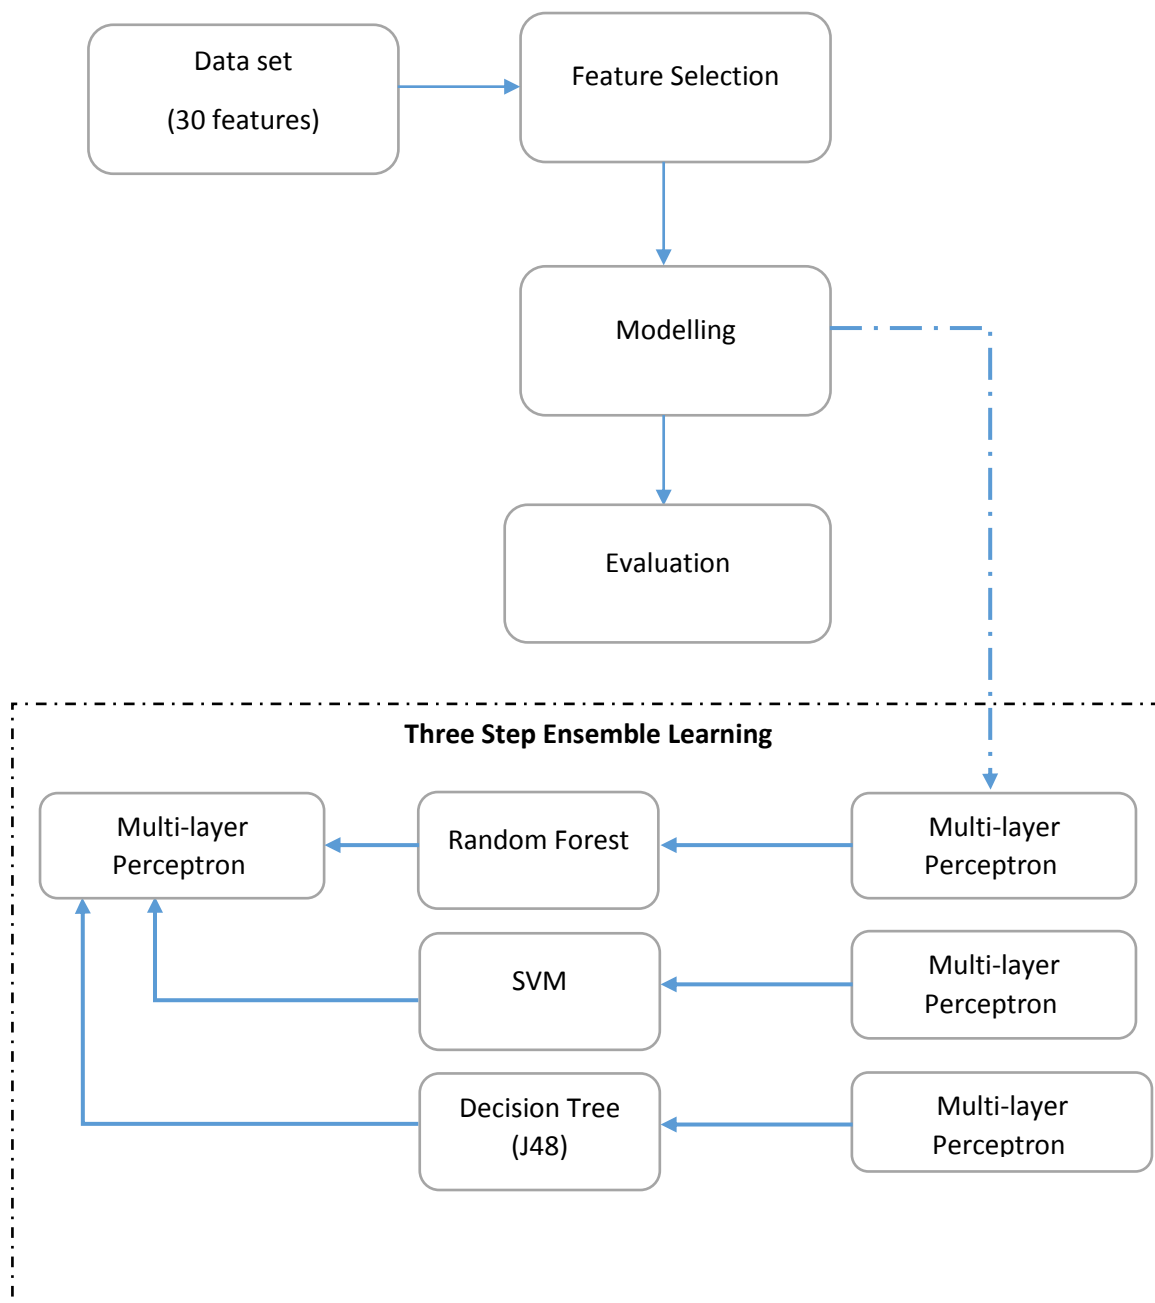 Data set
(30 features)
Feature Selection
Modelling
Evaluation
Three Step Ensemble Learning
Multi-layer
Perceptron
Random Forest
Multi-layer
Perceptron
SVM
Multi-layer
Perceptron
Decision Tree
(J48)
Multi-layer
Perceptron